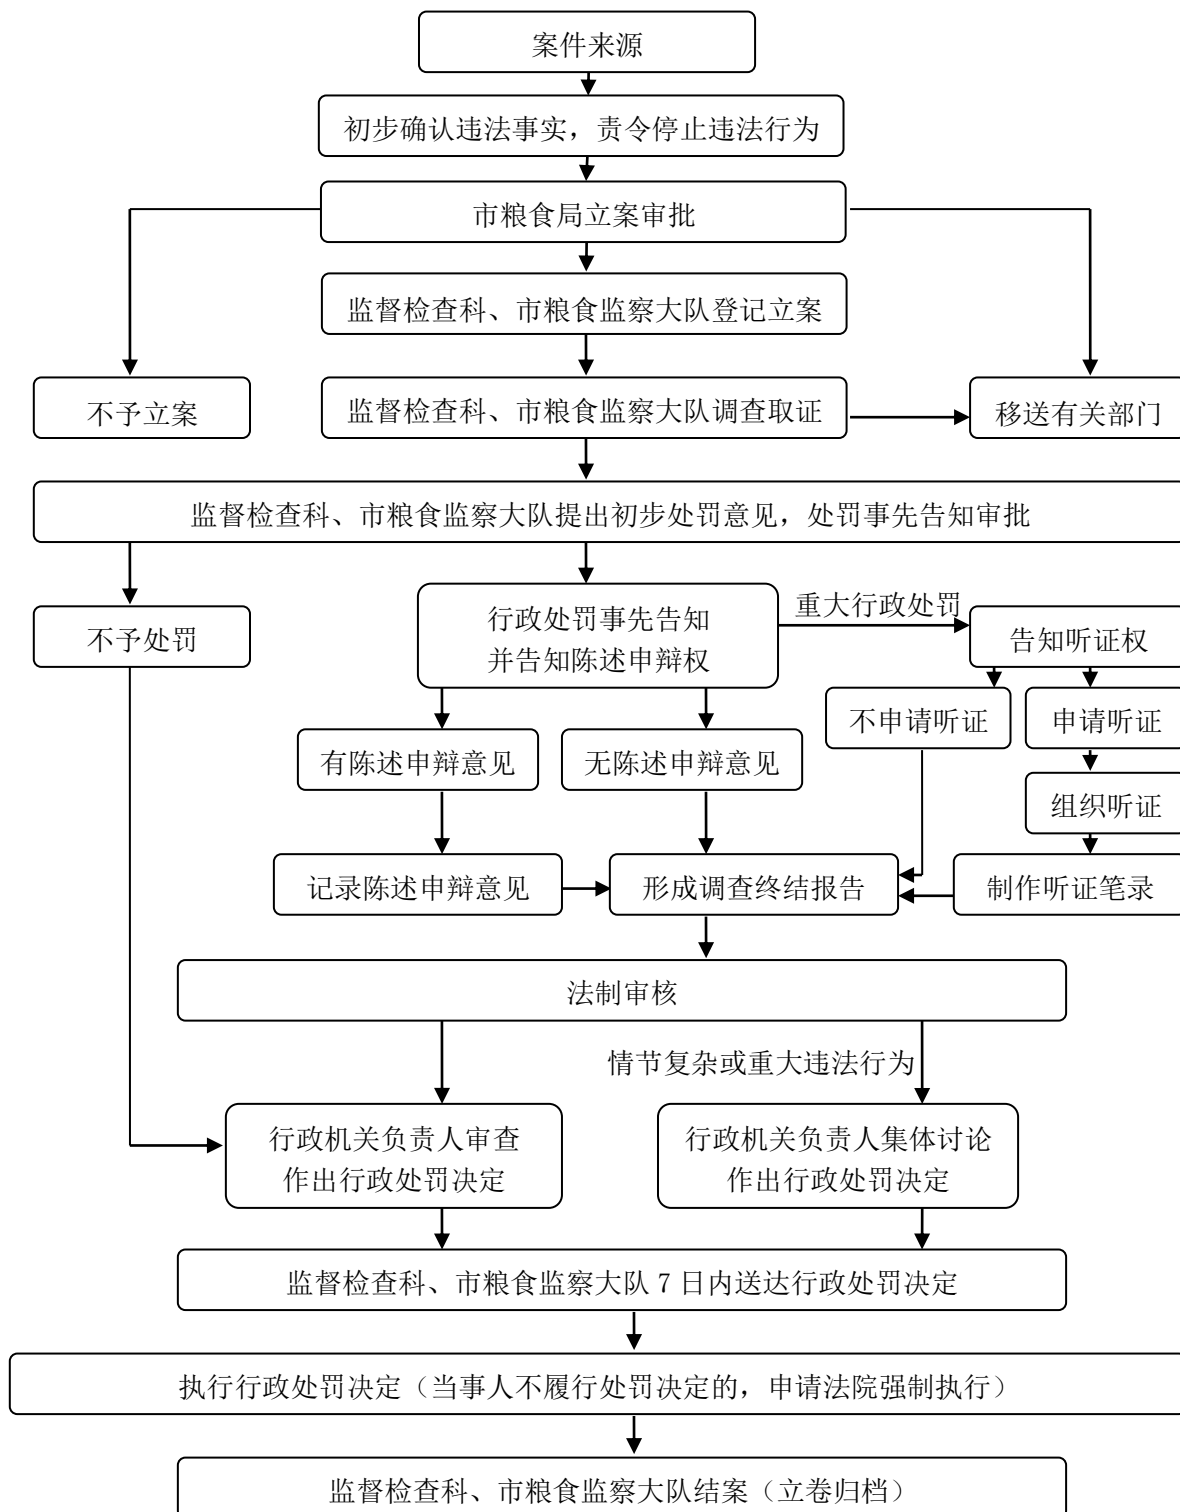 案件来源
初步确认违法事实，责令停止违法行为
市粮食局立案审批
监督检查科、市粮食监察大队登记立案
不予立案
监督检查科、市粮食监察大队调查取证
移送有关部门
监督检查科、市粮食监察大队提出初步处罚意见，处罚事先告知审批
不予处罚
行政处罚事先告知
并告知陈述申辩权
重大行政处罚
告知听证权
有陈述申辩意见
无陈述申辩意见
不申请听证
申请听证
组织听证
记录陈述申辩意见
形成调查终结报告
制作听证笔录
法制审核
情节复杂或重大违法行为
行政机关负责人审查
作出行政处罚决定
行政机关负责人集体讨论
作出行政处罚决定
监督检查科、市粮食监察大队 7 日内送达行政处罚决定
执行行政处罚决定（当事人不履行处罚决定的，申请法院强制执行）
监督检查科、市粮食监察大队结案（立卷归档）